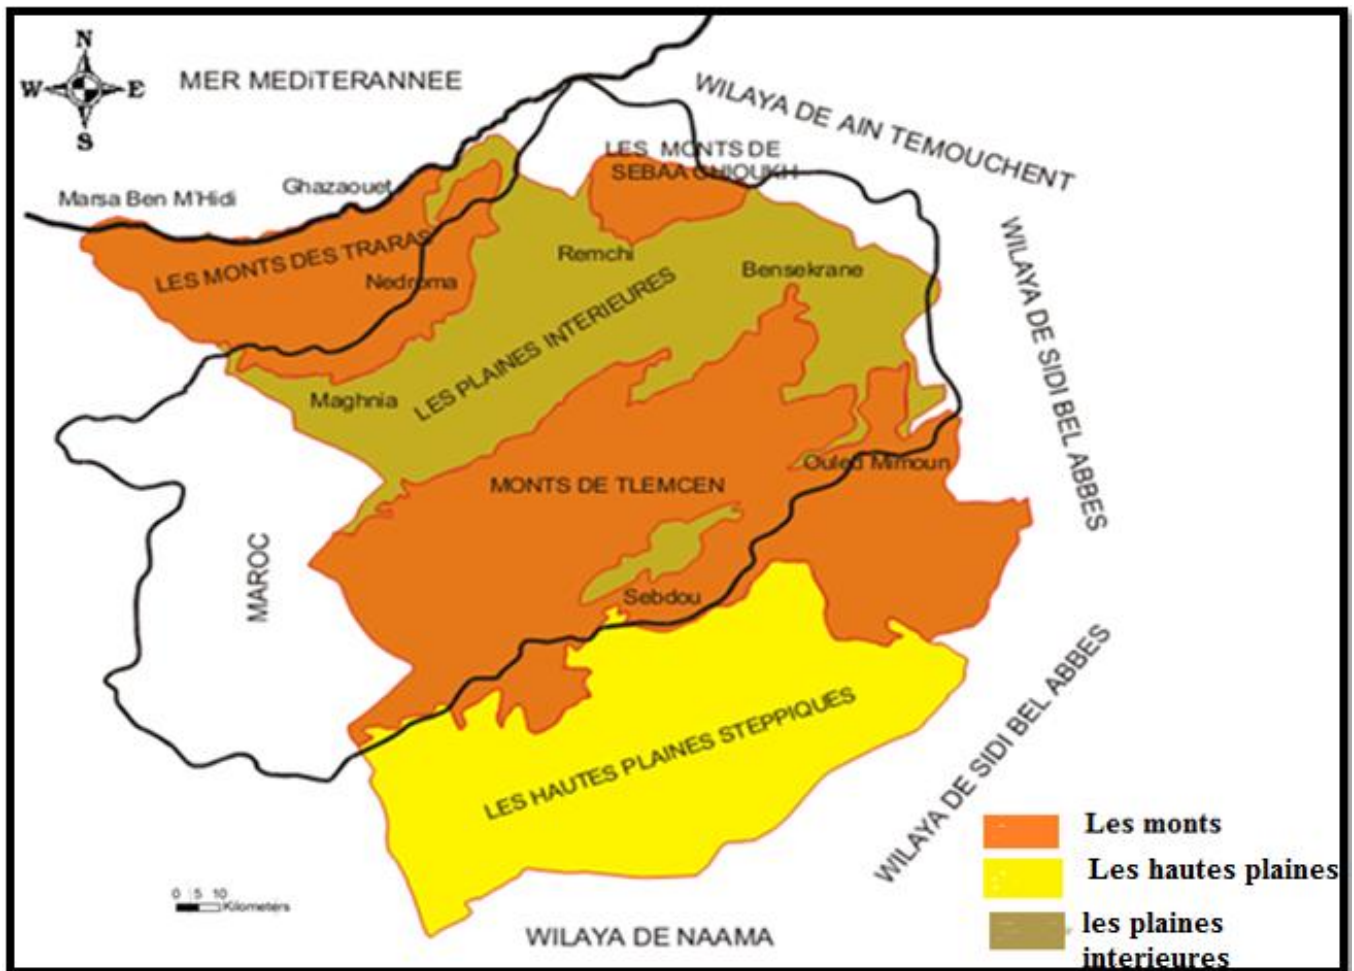 N
W E
S
MER MEDiTERANNEE
WILAYA DE AIN TEMOUCHENT
LES MONTS DE
SEBAA CHIOUKH
Ghazaouet
Marsa Ben M'Hidi
LES MONTS DES TRARAS
Nedroma
Remchi
Bensekrane
WILAYA DE SIDI BEL ABBES
LES PLAINES INTERIEURES
Maghnia
Ouled Mimoun
MONTS DE TLEMCEN
MAROC
Sebdou
WILAYA DE SIDI BEL ABBES
LES HAUTES PLAINES STEPPIQUES
Les monts
Les hautes plaines
les plaines
interieures
0 5 10
Kilometers
WILAYA DE NAAMA